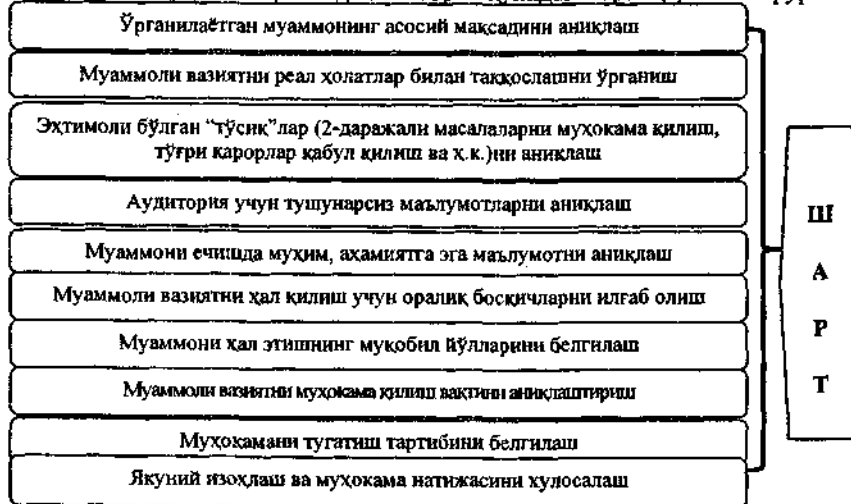 Ўрганилаётган муаммонинг асосий мақсадини аниқлаш
Муаммоли вазиятни реал ҳолатлар билан таққослашни ўрганиш
Эҳтимоли бўлган “тўсиқ”лар (2-даражали масалаларни муҳокама қилиш,
тўғри қарорлар қабул қилиш ва ҳ.к.)ни аниқлаш
Аудитория учун тушунарсиз маълумотларни аниқлаш
Муаммони ечишда муҳим, аҳамиятга эга маълумотни аниқлаш
Муаммоли вазиятни ҳал қилиш учун оралиқ босқичларни илғаб олиш
Муаммони ҳал этишнинг муқобил йўлларини белгилаш
Муаммоли вазиятни муҳокама қилиш вақтини аниқлаштириш
Муҳокамани тугатиш тартибини белгилаш
Якуний изоҳлаш ва муҳокама натижасини хулосалаш
Ш
А
Р
Т